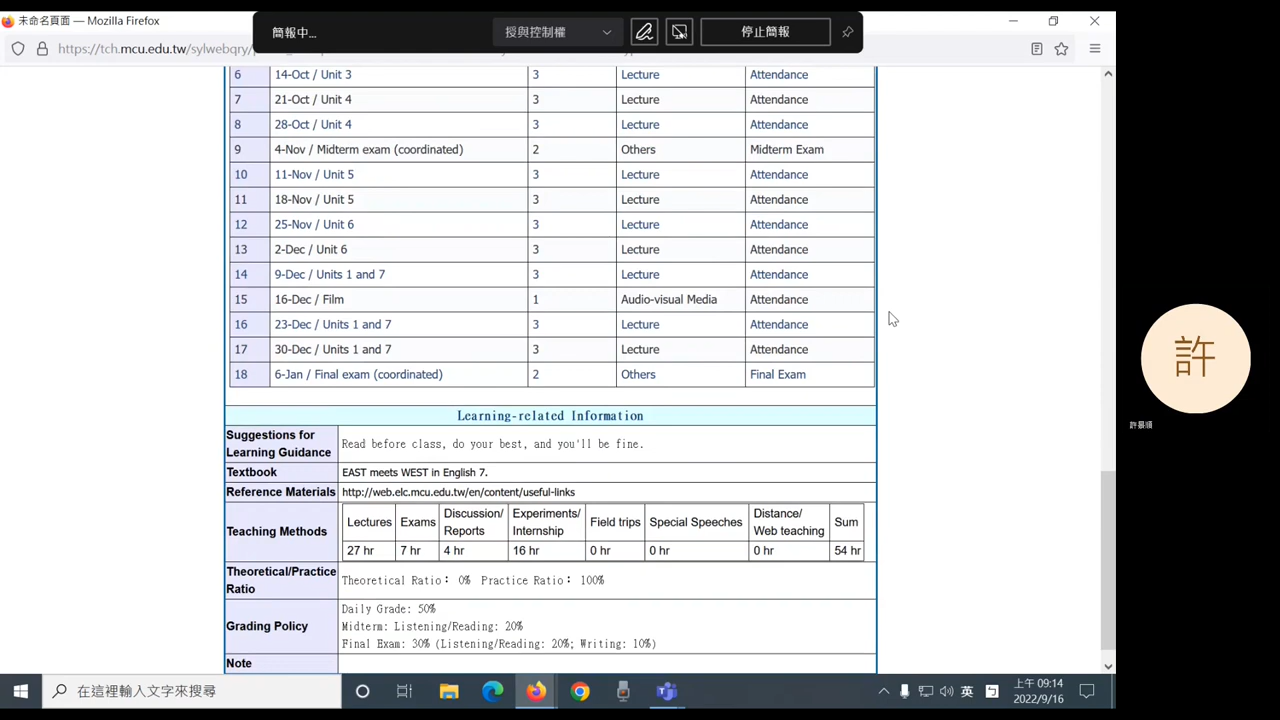 未命名頁面 — Mozilla Firefox
簡報中...
授與控制權
停止簡報
https://tch.mcu.edu.tw/sylwebqry/
6 14-Oct / Unit 3 3 Lecture Attendance
7 21-Oct / Unit 4 3 Lecture Attendance
8 28-Oct / Unit 4 3 Lecture Attendance
9 4-Nov / Midterm exam (coordinated) 2 Others Midterm Exam
10 11-Nov / Unit 5 3 Lecture Attendance
11 18-Nov / Unit 5 3 Lecture Attendance
12 25-Nov / Unit 6 3 Lecture Attendance
13 2-Dec / Unit 6 3 Lecture Attendance
14 9-Dec / Units 1 and 7 3 Lecture Attendance
15 16-Dec / Film 1 Audio-visual Media Attendance
16 23-Dec / Units 1 and 7 3 Lecture Attendance
17 30-Dec / Units 1 and 7 3 Lecture Attendance
18 6-Jan / Final exam (coordinated) 2 Others Final Exam
Learning-related Information
Suggestions for
Learning Guidance
Read before class, do your best, and you'll be fine.
Textbook EAST meets WEST in English 7.
Reference Materials http://web.elc.mcu.edu.tw/en/content/useful-links
Teaching Methods
Lectures Exams Discussion/ Reports Experiments/ Internship Field trips Special Speeches Distance/ Web teaching Sum
27 hr 7 hr 4 hr 16 hr 0 hr 0 hr 0 hr 54 hr
Theoretical/Practice
Ratio
Theoretical Ratio: 0% Practice Ratio: 100%
Grading Policy
Daily Grade: 50%
Midterm: Listening/Reading: 20%
Final Exam: 30% (Listening/Reading: 20%; Writing: 10%)
Note
許
許景順
在這裡輸入文字來搜尋
英
上午 09:14
2022/9/16